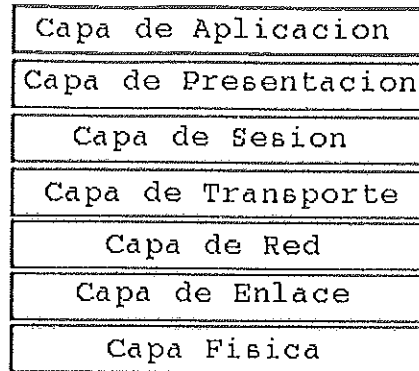 Capa de Aplicacion
Capa de Presentacion
Capa de Sesion
Capa de Transporte
Capa de Red
Capa de Enlace
Capa Fisica